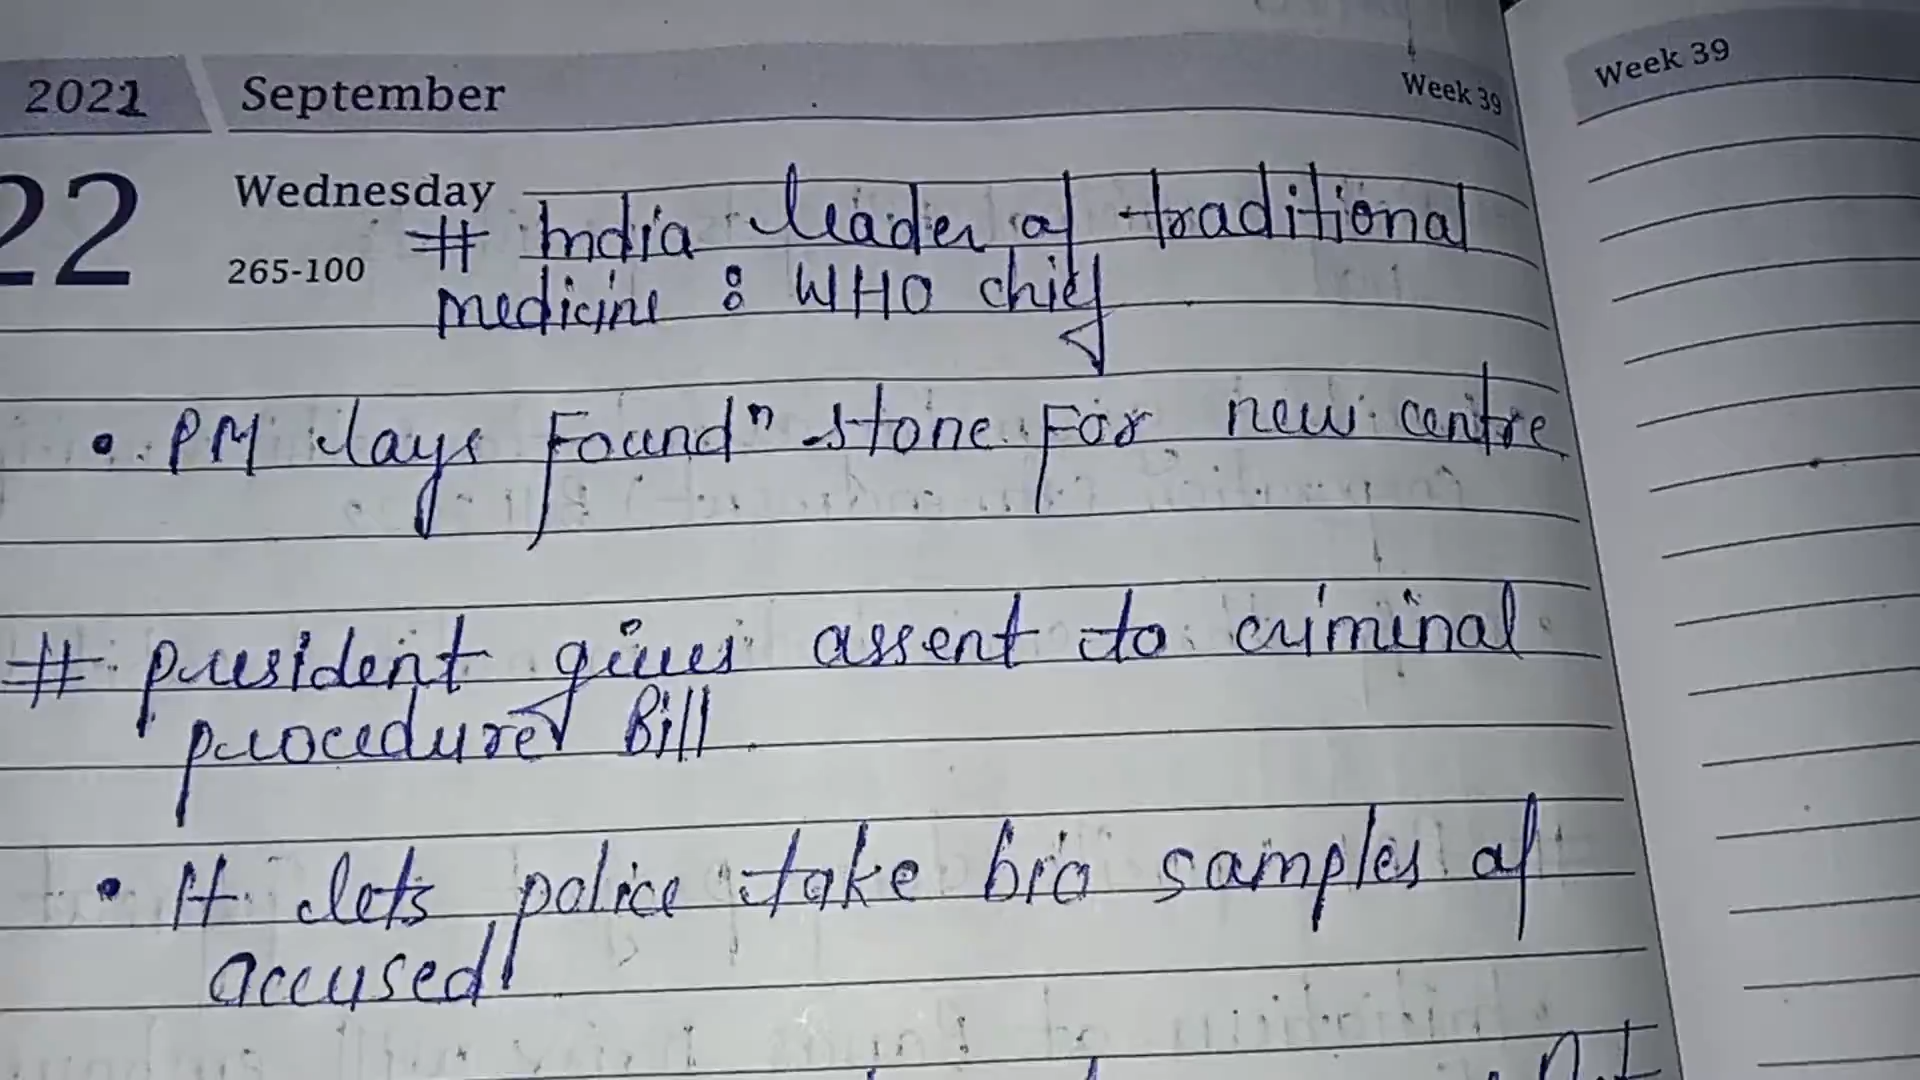 2021 September Week 39
22 Wednesday
265-100
# India leader of traditional
medicine : WHO chief
• PM lays Foundⁿ stone For new centre
# president gives assent to criminal
procedure Bill
• It lets police take bio samples of
accused
Week 39